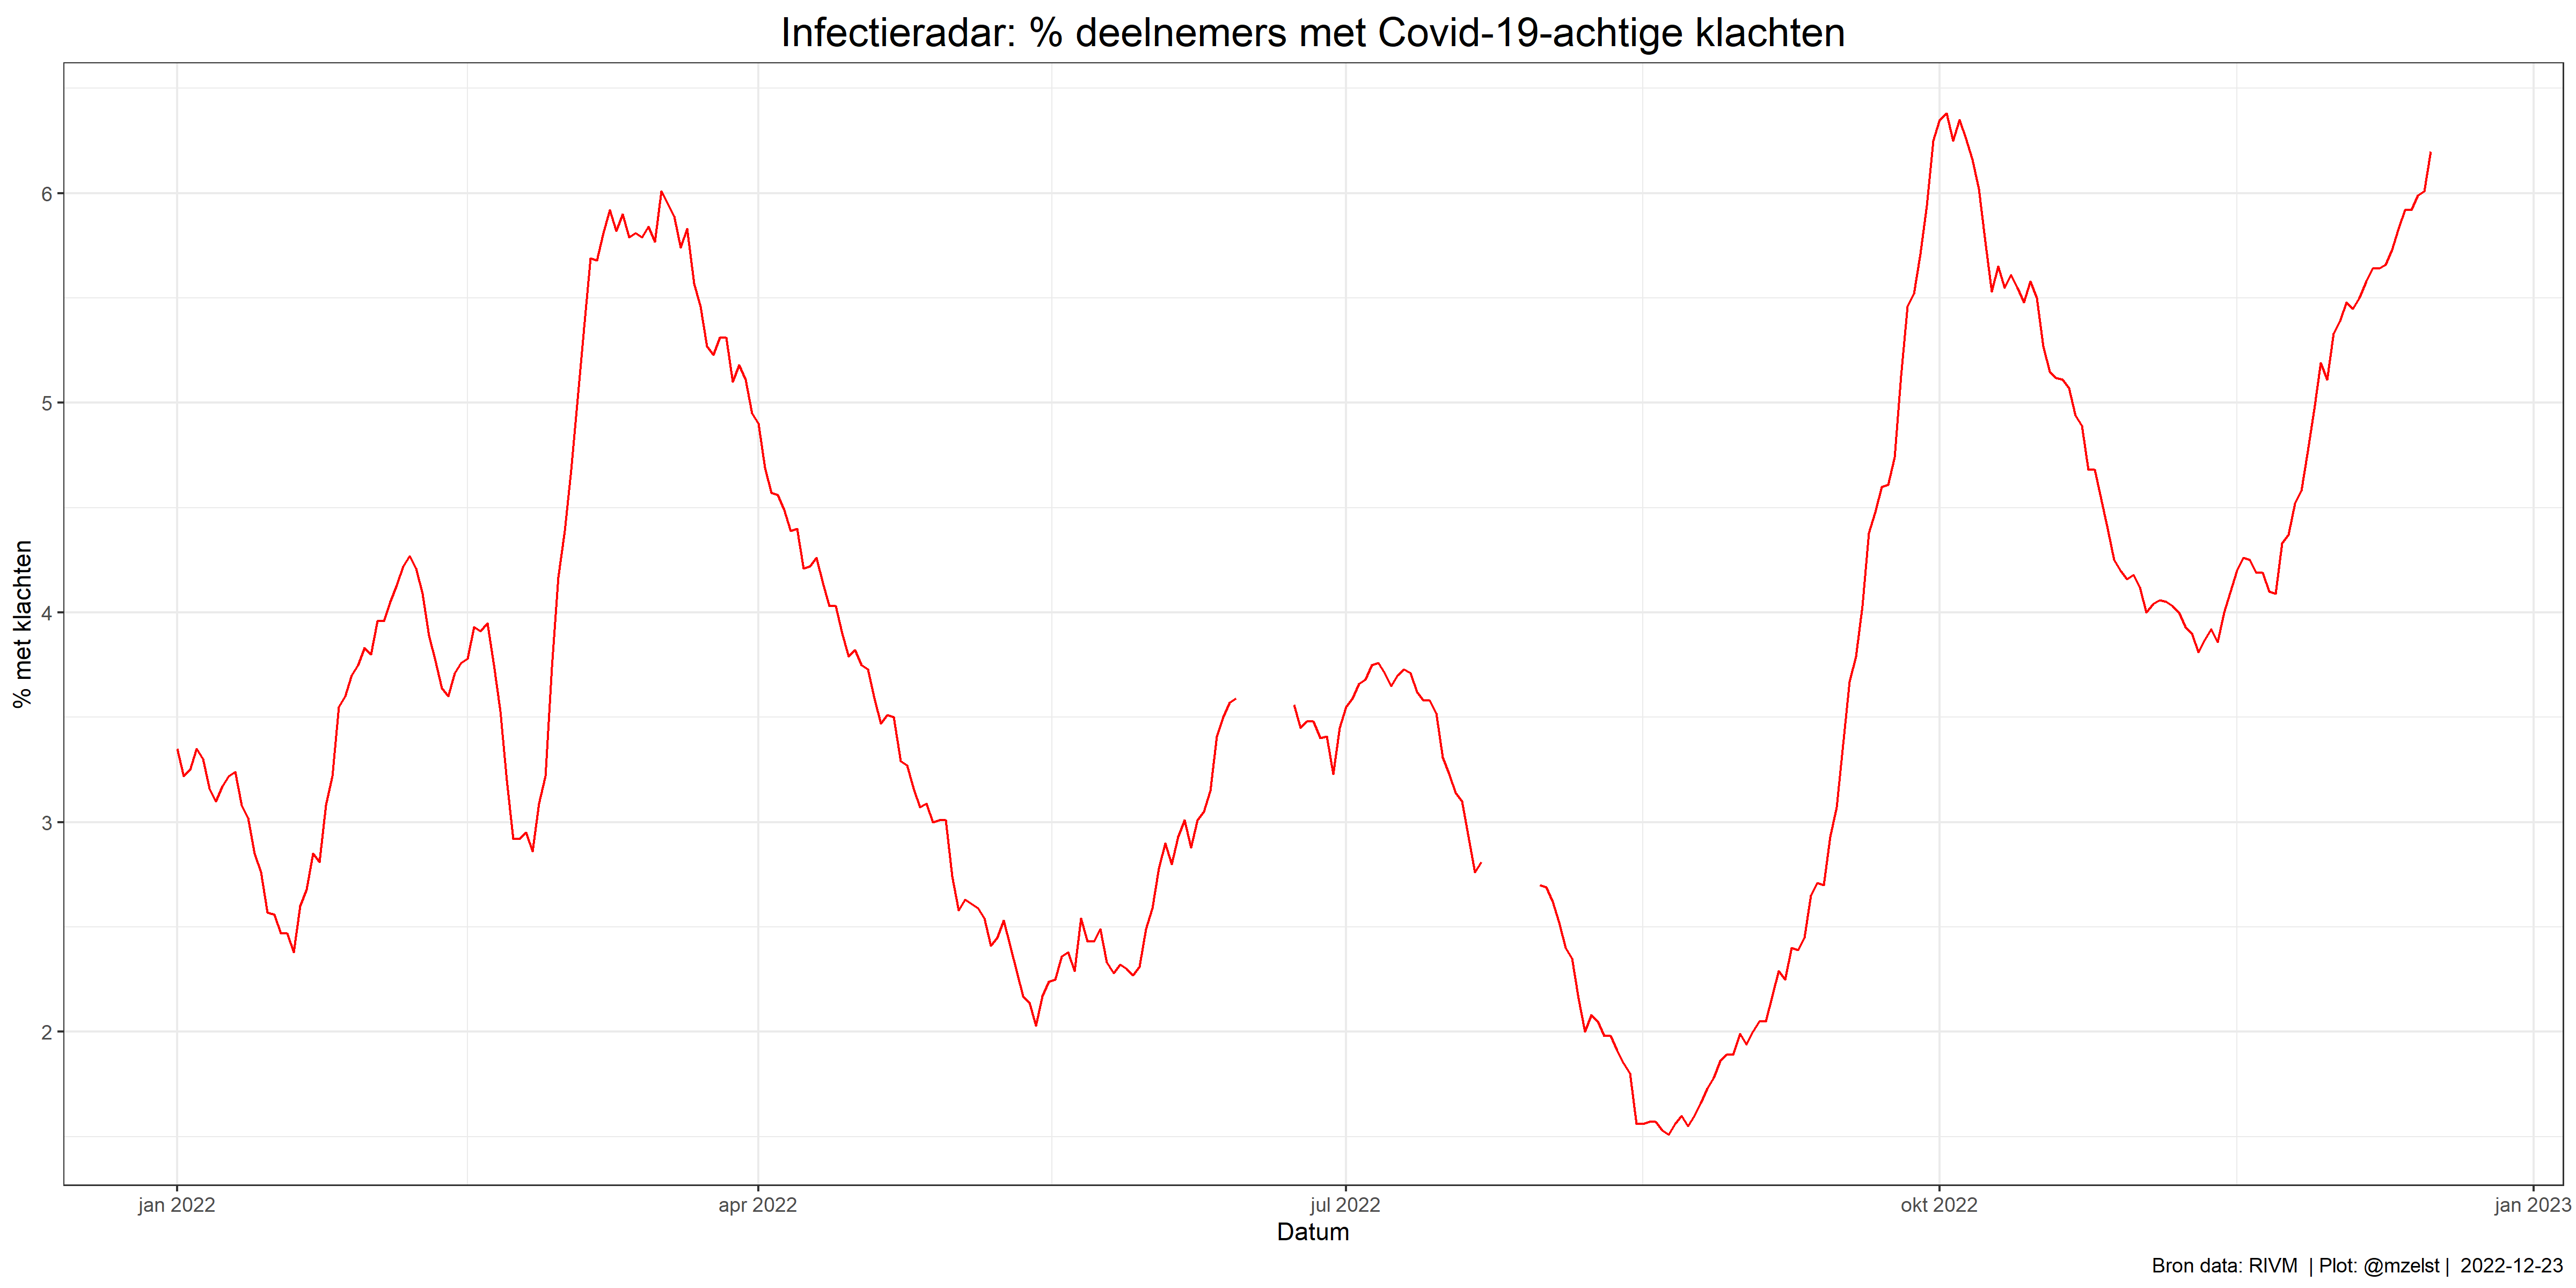 Infectieradar: % deelnemers met Covid-19-achtige klachten
% met klachten
6
5
4
3
2
jan 2022
apr 2022
jul 2022
okt 2022
jan 2023
Datum
Bron data: RIVM | Plot: @mzelst | 2022-12-23